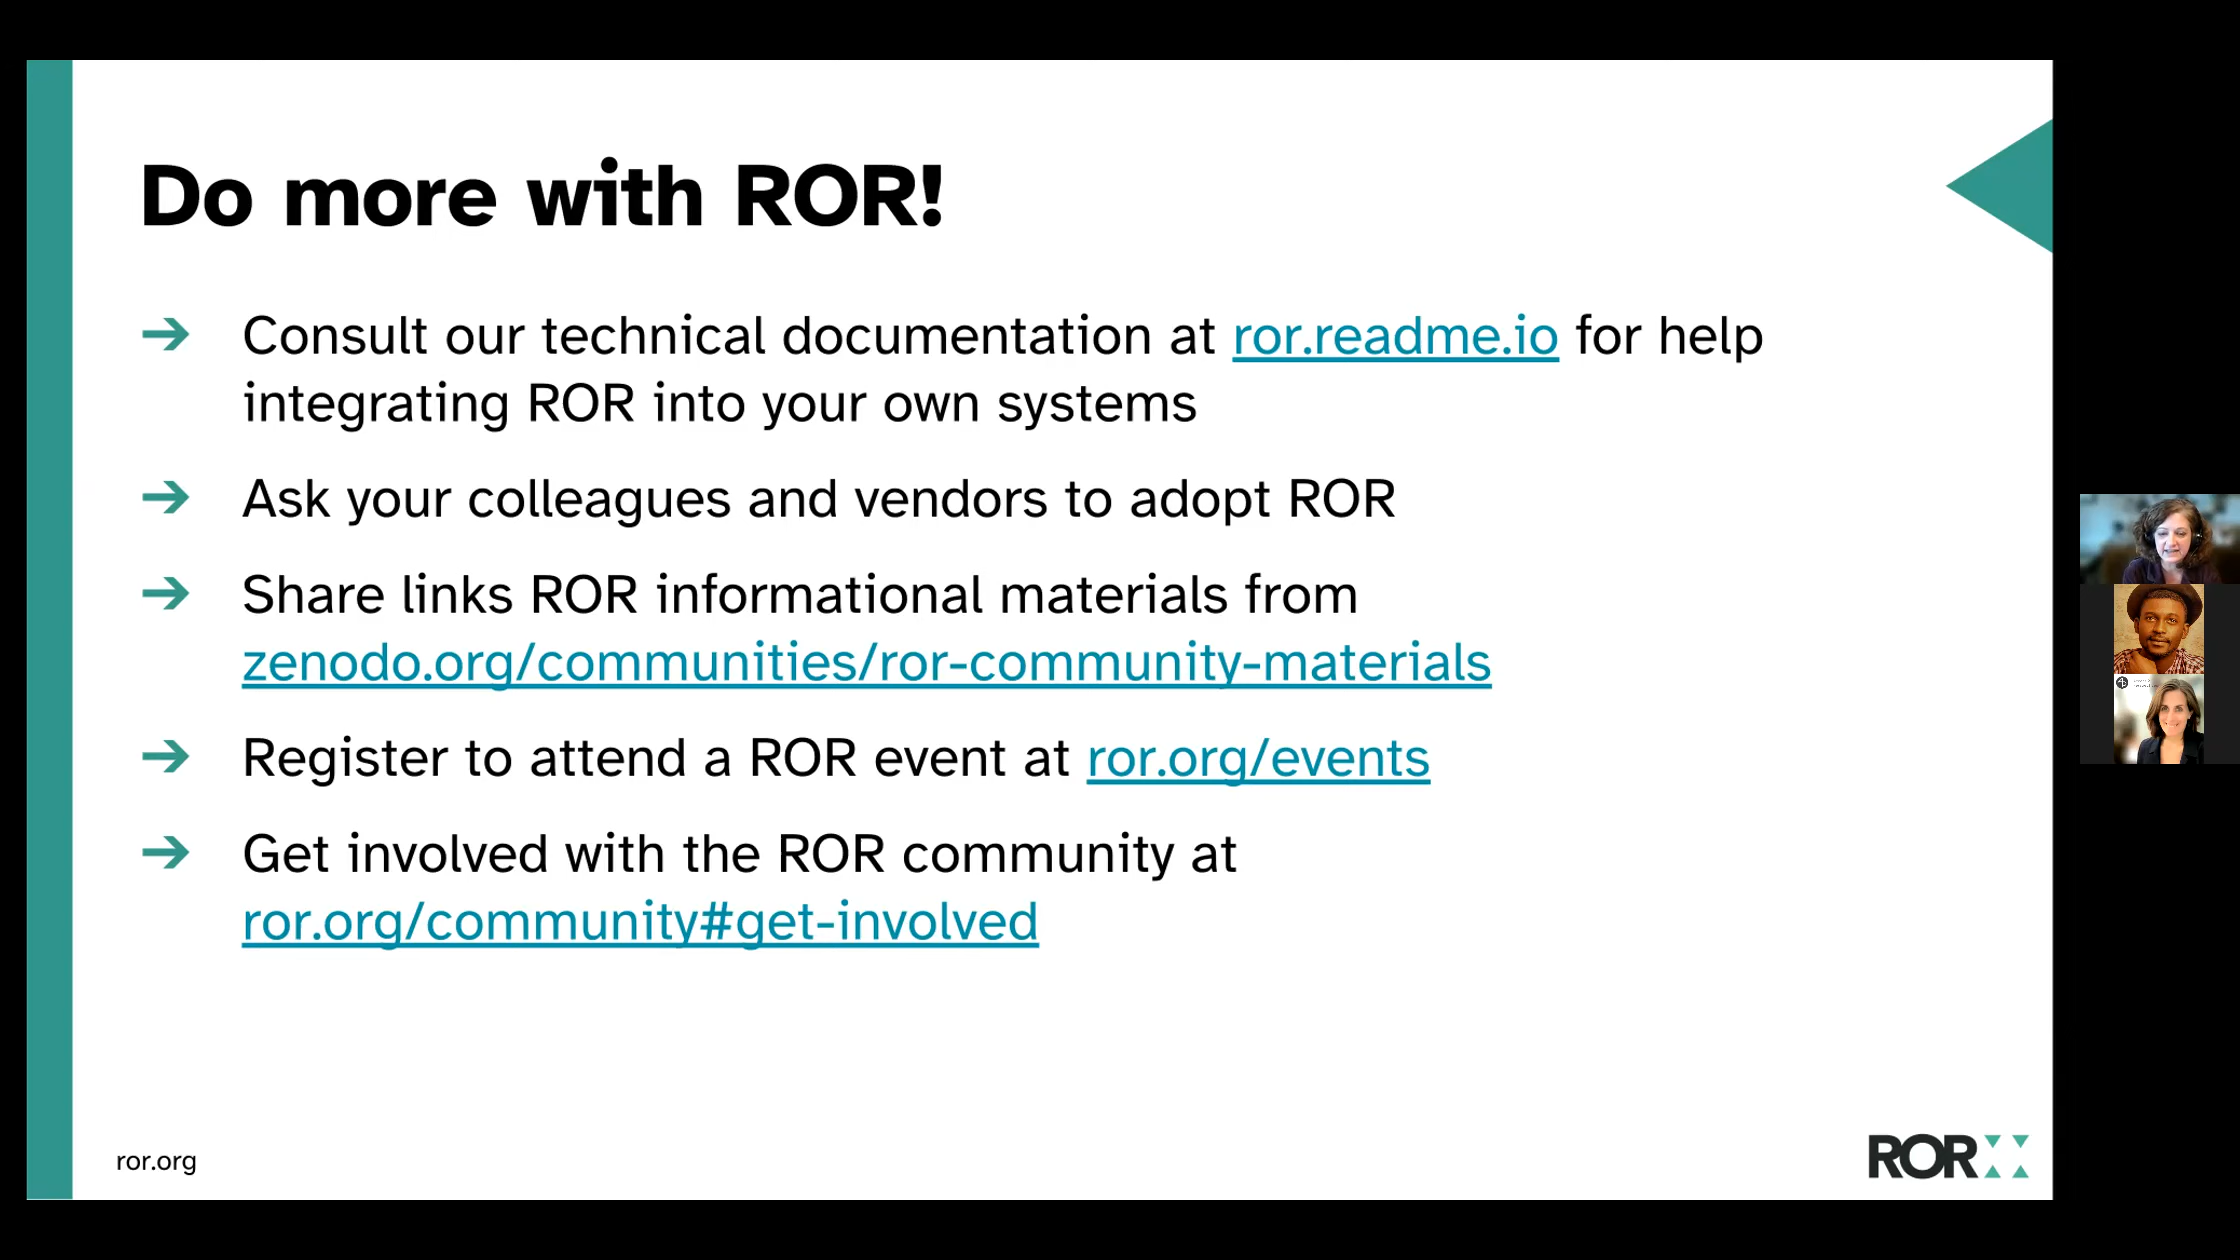 Do more with ROR!
➔ Consult our technical documentation at ror.readme.io for help
integrating ROR into your own systems
➔ Ask your colleagues and vendors to adopt ROR
➔ Share links ROR informational materials from
zenodo.org/communities/ror-community-materials
➔ Register to attend a ROR event at ror.org/events
➔ Get involved with the ROR community at
ror.org/community#get-involved
ror.org
ROR